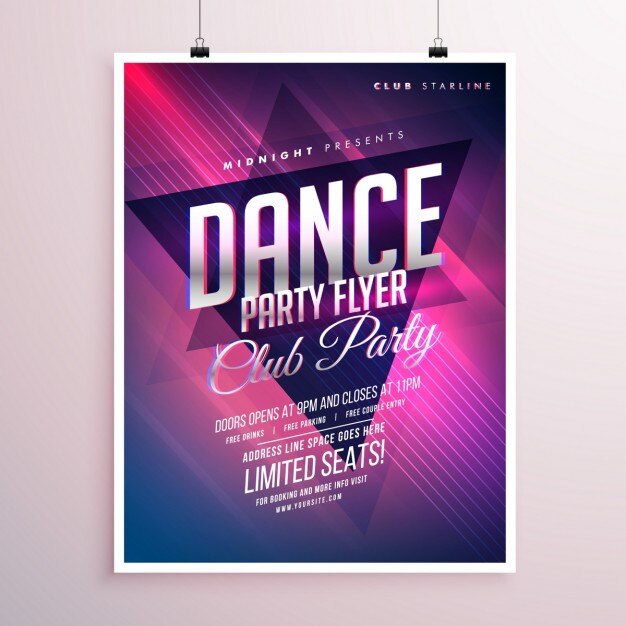 CLUB STARLINE
MIDNIGHT PRESENTS
DANCE
PARTY FLYER
Club Party
DOORS OPENS AT 9PM AND CLOSES AT 11PM
FREE DRINKS | FREE PARKING | FREE COUPLE ENTRY
ADDRESS LINE SPACE GOES HERE
LIMITED SEATS!
FOR BOOKING AND MORE INFO VISIT
WWW.YOURSITE.COM